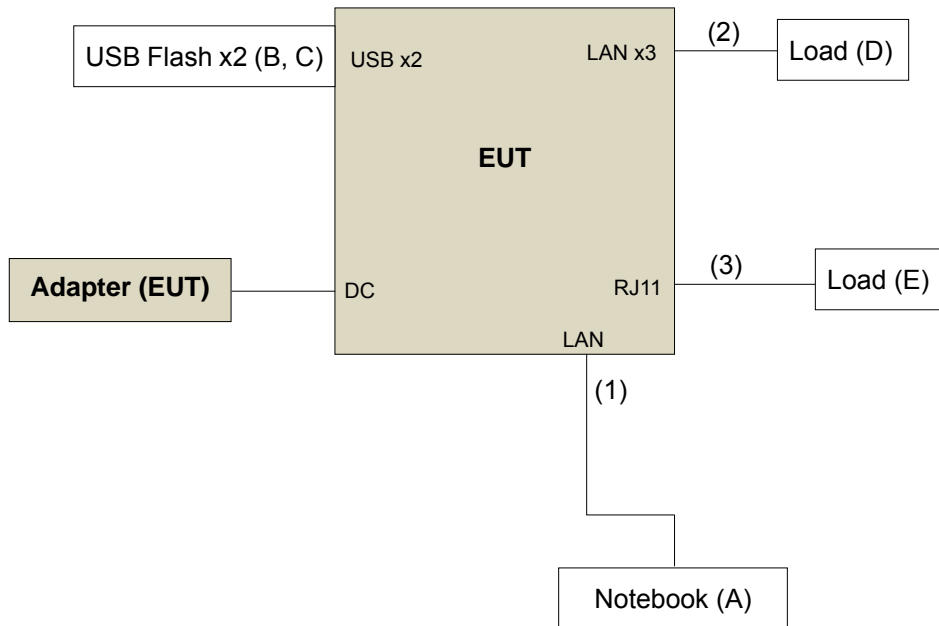 USB Flash x2 (B, C)
USB x2
LAN x3
(2)
Load (D)
EUT
Adapter (EUT)
DC
RJ11
(3)
Load (E)
LAN
(1)
Notebook (A)